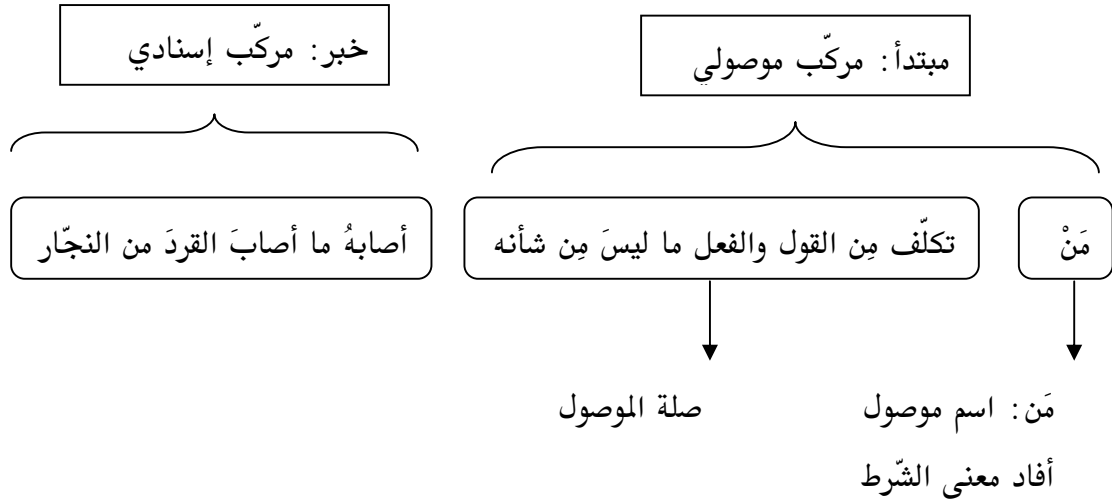 مبتدأ: مركّب موصولي
خبر: مركّب إسنادي
مَنْ
تكلّف مِن القول والفعل ما ليسَ مِن شأنه
أصابهُ ما أصابَ القردَ من النجّار
مَن: اسم موصول
أفاد معنى الشّرط
صلة الموصول